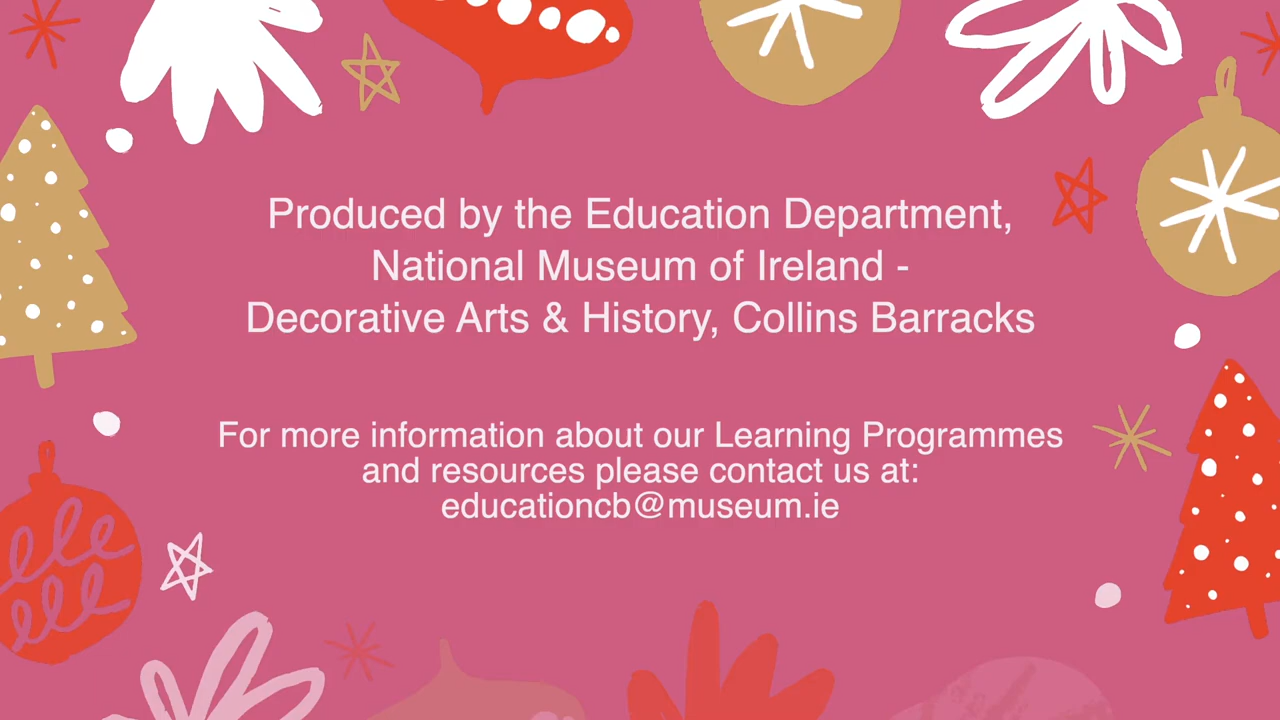 Produced by the Education Department,
National Museum of Ireland -
Decorative Arts & History, Collins Barracks
For more information about our Learning Programmes
and resources please contact us at:
educationcb@museum.ie